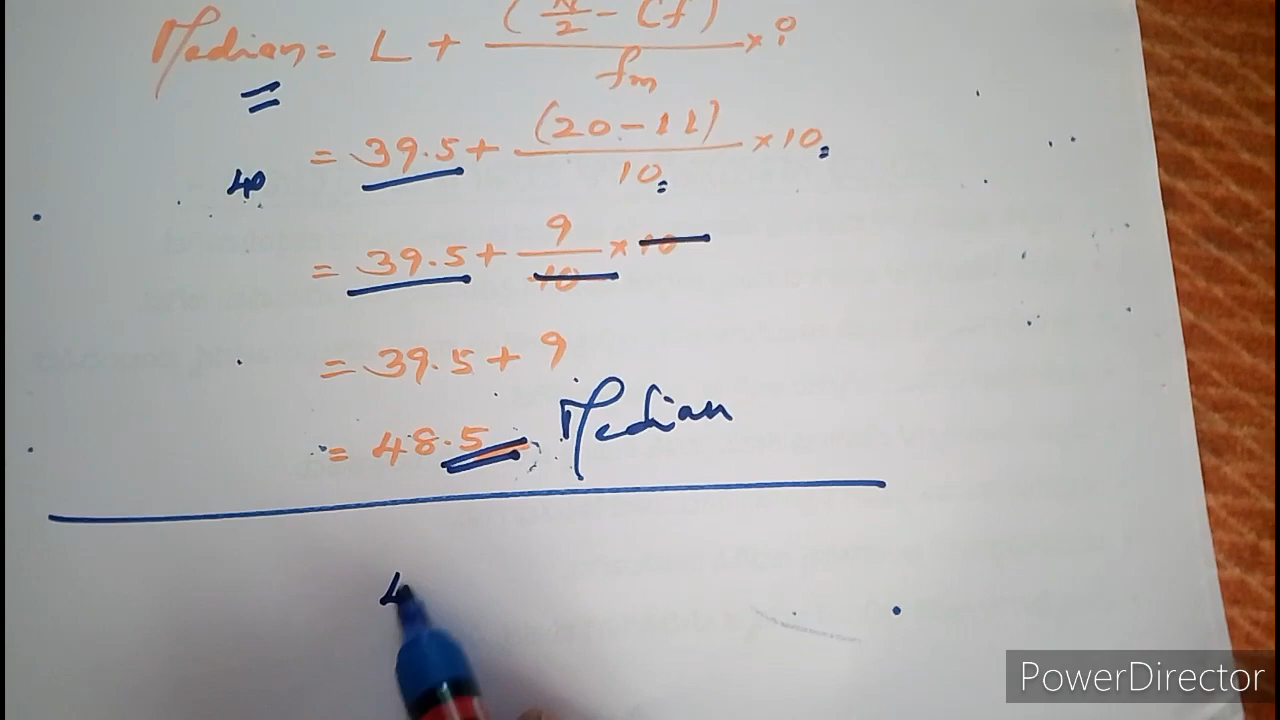 Median = L + (N/2 - Cf)/fm × i
= 39.5 + (20 - 11)/10 × 10
40
= 39.5 + 9/10 × 10
= 39.5 + 9
= 48.5 Median
4
PowerDirector